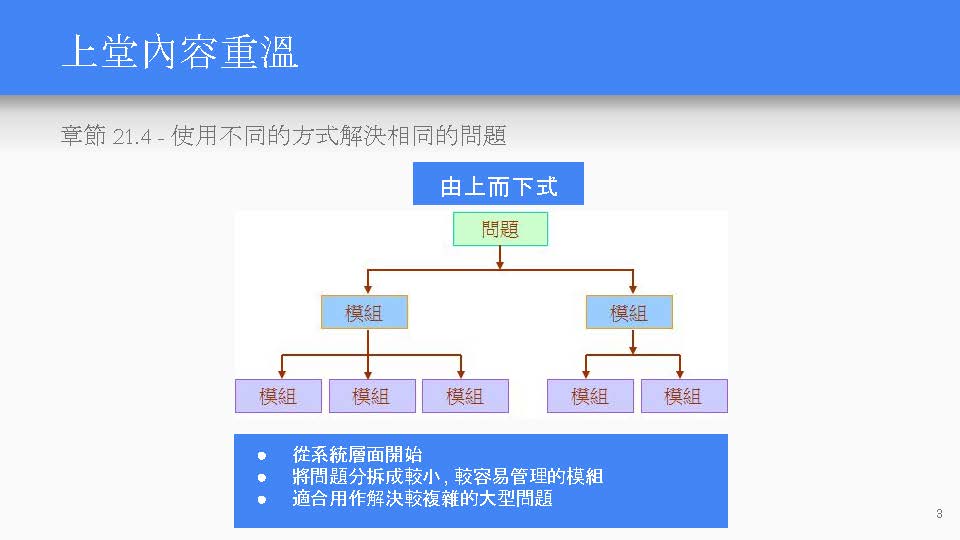 上堂內容重溫
章節 21.4 - 使用不同的方式解決相同的問題
由上而下式
問題
模組 模組
模組 模組 模組 模組 模組
● 從系統層面開始
● 將問題分拆成較小 , 較容易管理的模組
● 適合用作解決較複雜的大型問題
3